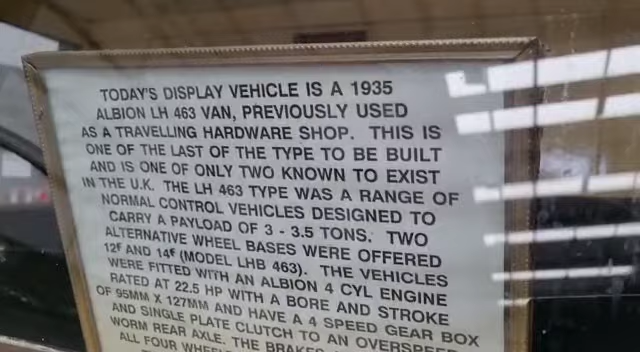 TODAY'S DISPLAY VEHICLE IS A 1935
ALBION LH 463 VAN, PREVIOUSLY USED
AS A TRAVELLING HARDWARE SHOP. THIS IS
ONE OF THE LAST OF THE TYPE TO BE BUILT
AND IS ONE OF ONLY TWO KNOWN TO EXIST
IN THE U.K. THE LH 463 TYPE WAS A RANGE OF
NORMAL CONTROL VEHICLES DESIGNED TO
CARRY A PAYLOAD OF 3 - 3.5 TONS. TWO
ALTERNATIVE WHEEL BASES WERE OFFERED
12F AND 14F (MODEL LHB 463). THE VEHICLES
WERE FITTED WITH AN ALBION 4 CYL ENGINE
RATED AT 22.5 HP WITH A BORE AND STROKE
OF 95MM X 127MM AND HAVE A 4 SPEED GEAR BOX
AND SINGLE PLATE CLUTCH TO AN OVERSPEED
WORM REAR AXLE. THE BRAKES
ALL FOUR